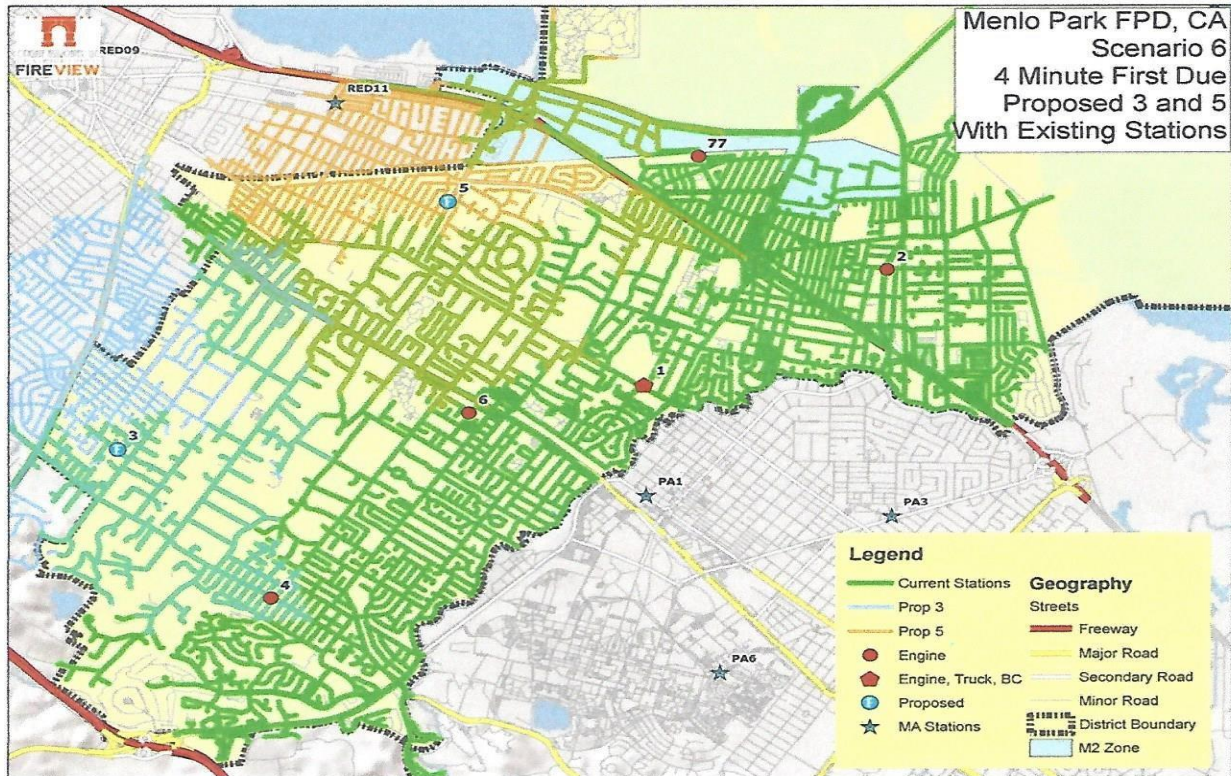 FIREVIEW
RED09
RED11
Menlo Park FPD, CA
Scenario 6
4 Minute First Due
Proposed 3 and 5
With Existing Stations
77
5
2
1
6
3
4
PA1
PA3
PA6
Legend
Current Stations
Prop 3
Prop 5
Engine
Engine, Truck, BC
Proposed
MA Stations
Geography
Streets
Freeway
Major Road
Secondary Road
Minor Road
District Boundary
M2 Zone